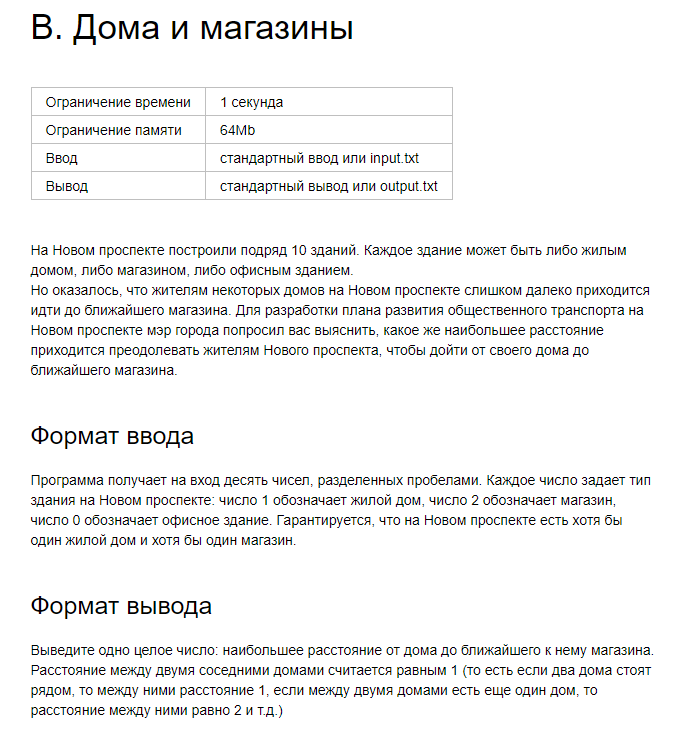 В. Дома и магазины
Ограничение времени 1 секунда
Ограничение памяти 64Mb
Ввод стандартный ввод или input.txt
Вывод стандартный вывод или output.txt
На Новом проспекте построили подряд 10 зданий. Каждое здание может быть либо жилым
домом, либо магазином, либо офисным зданием.
Но оказалось, что жителям некоторых домов на Новом проспекте слишком далеко приходится
идти до ближайшего магазина. Для разработки плана развития общественного транспорта на
Новом проспекте мэр города попросил вас выяснить, какое же наибольшее расстояние
приходится преодолевать жителям Нового проспекта, чтобы дойти от своего дома до
ближайшего магазина.
Формат ввода
Программа получает на вход десять чисел, разделенных пробелами. Каждое число задает тип
здания на Новом проспекте: число 1 обозначает жилой дом, число 2 обозначает магазин,
число 0 обозначает офисное здание. Гарантируется, что на Новом проспекте есть хотя бы
один жилой дом и хотя бы один магазин.
Формат вывода
Выведите одно целое число: наибольшее расстояние от дома до ближайшего к нему магазина.
Расстояние между двумя соседними домами считается равным 1 (то есть если два дома стоят
рядом, то между ними расстояние 1, если между двумя домами есть еще один дом, то
расстояние между ними равно 2 и т.д.)